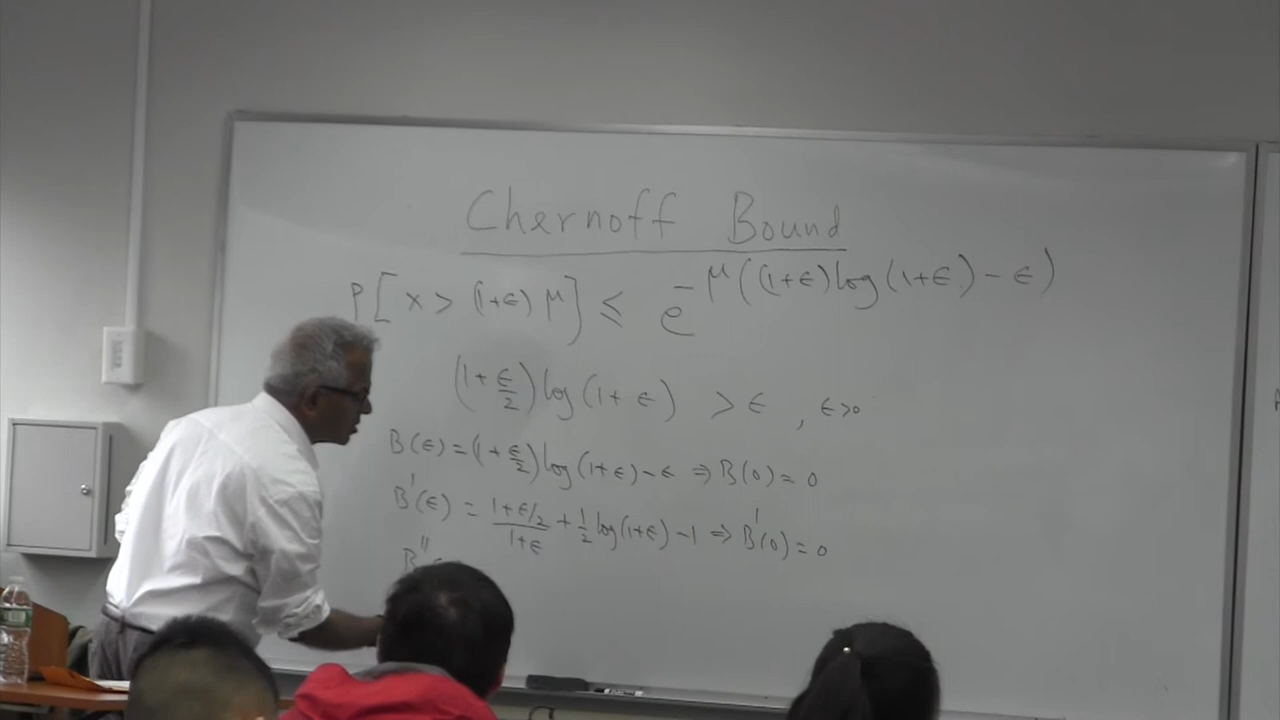 Chernoff Bound
P[x > (1+ϵ)μ] ≤ e^{-μ((1+ϵ)log(1+ϵ)-ϵ)}
(1+ϵ/2)log(1+ϵ) > ϵ , ϵ>0
B(ϵ) = (1+ϵ/2)log(1+ϵ)-ϵ ⇒ B(0) = 0
B'(ϵ) = (1+ϵ/2)/(1+ϵ) + 1/2 log(1+ϵ) -1 ⇒ B'(0) = 0
B''(